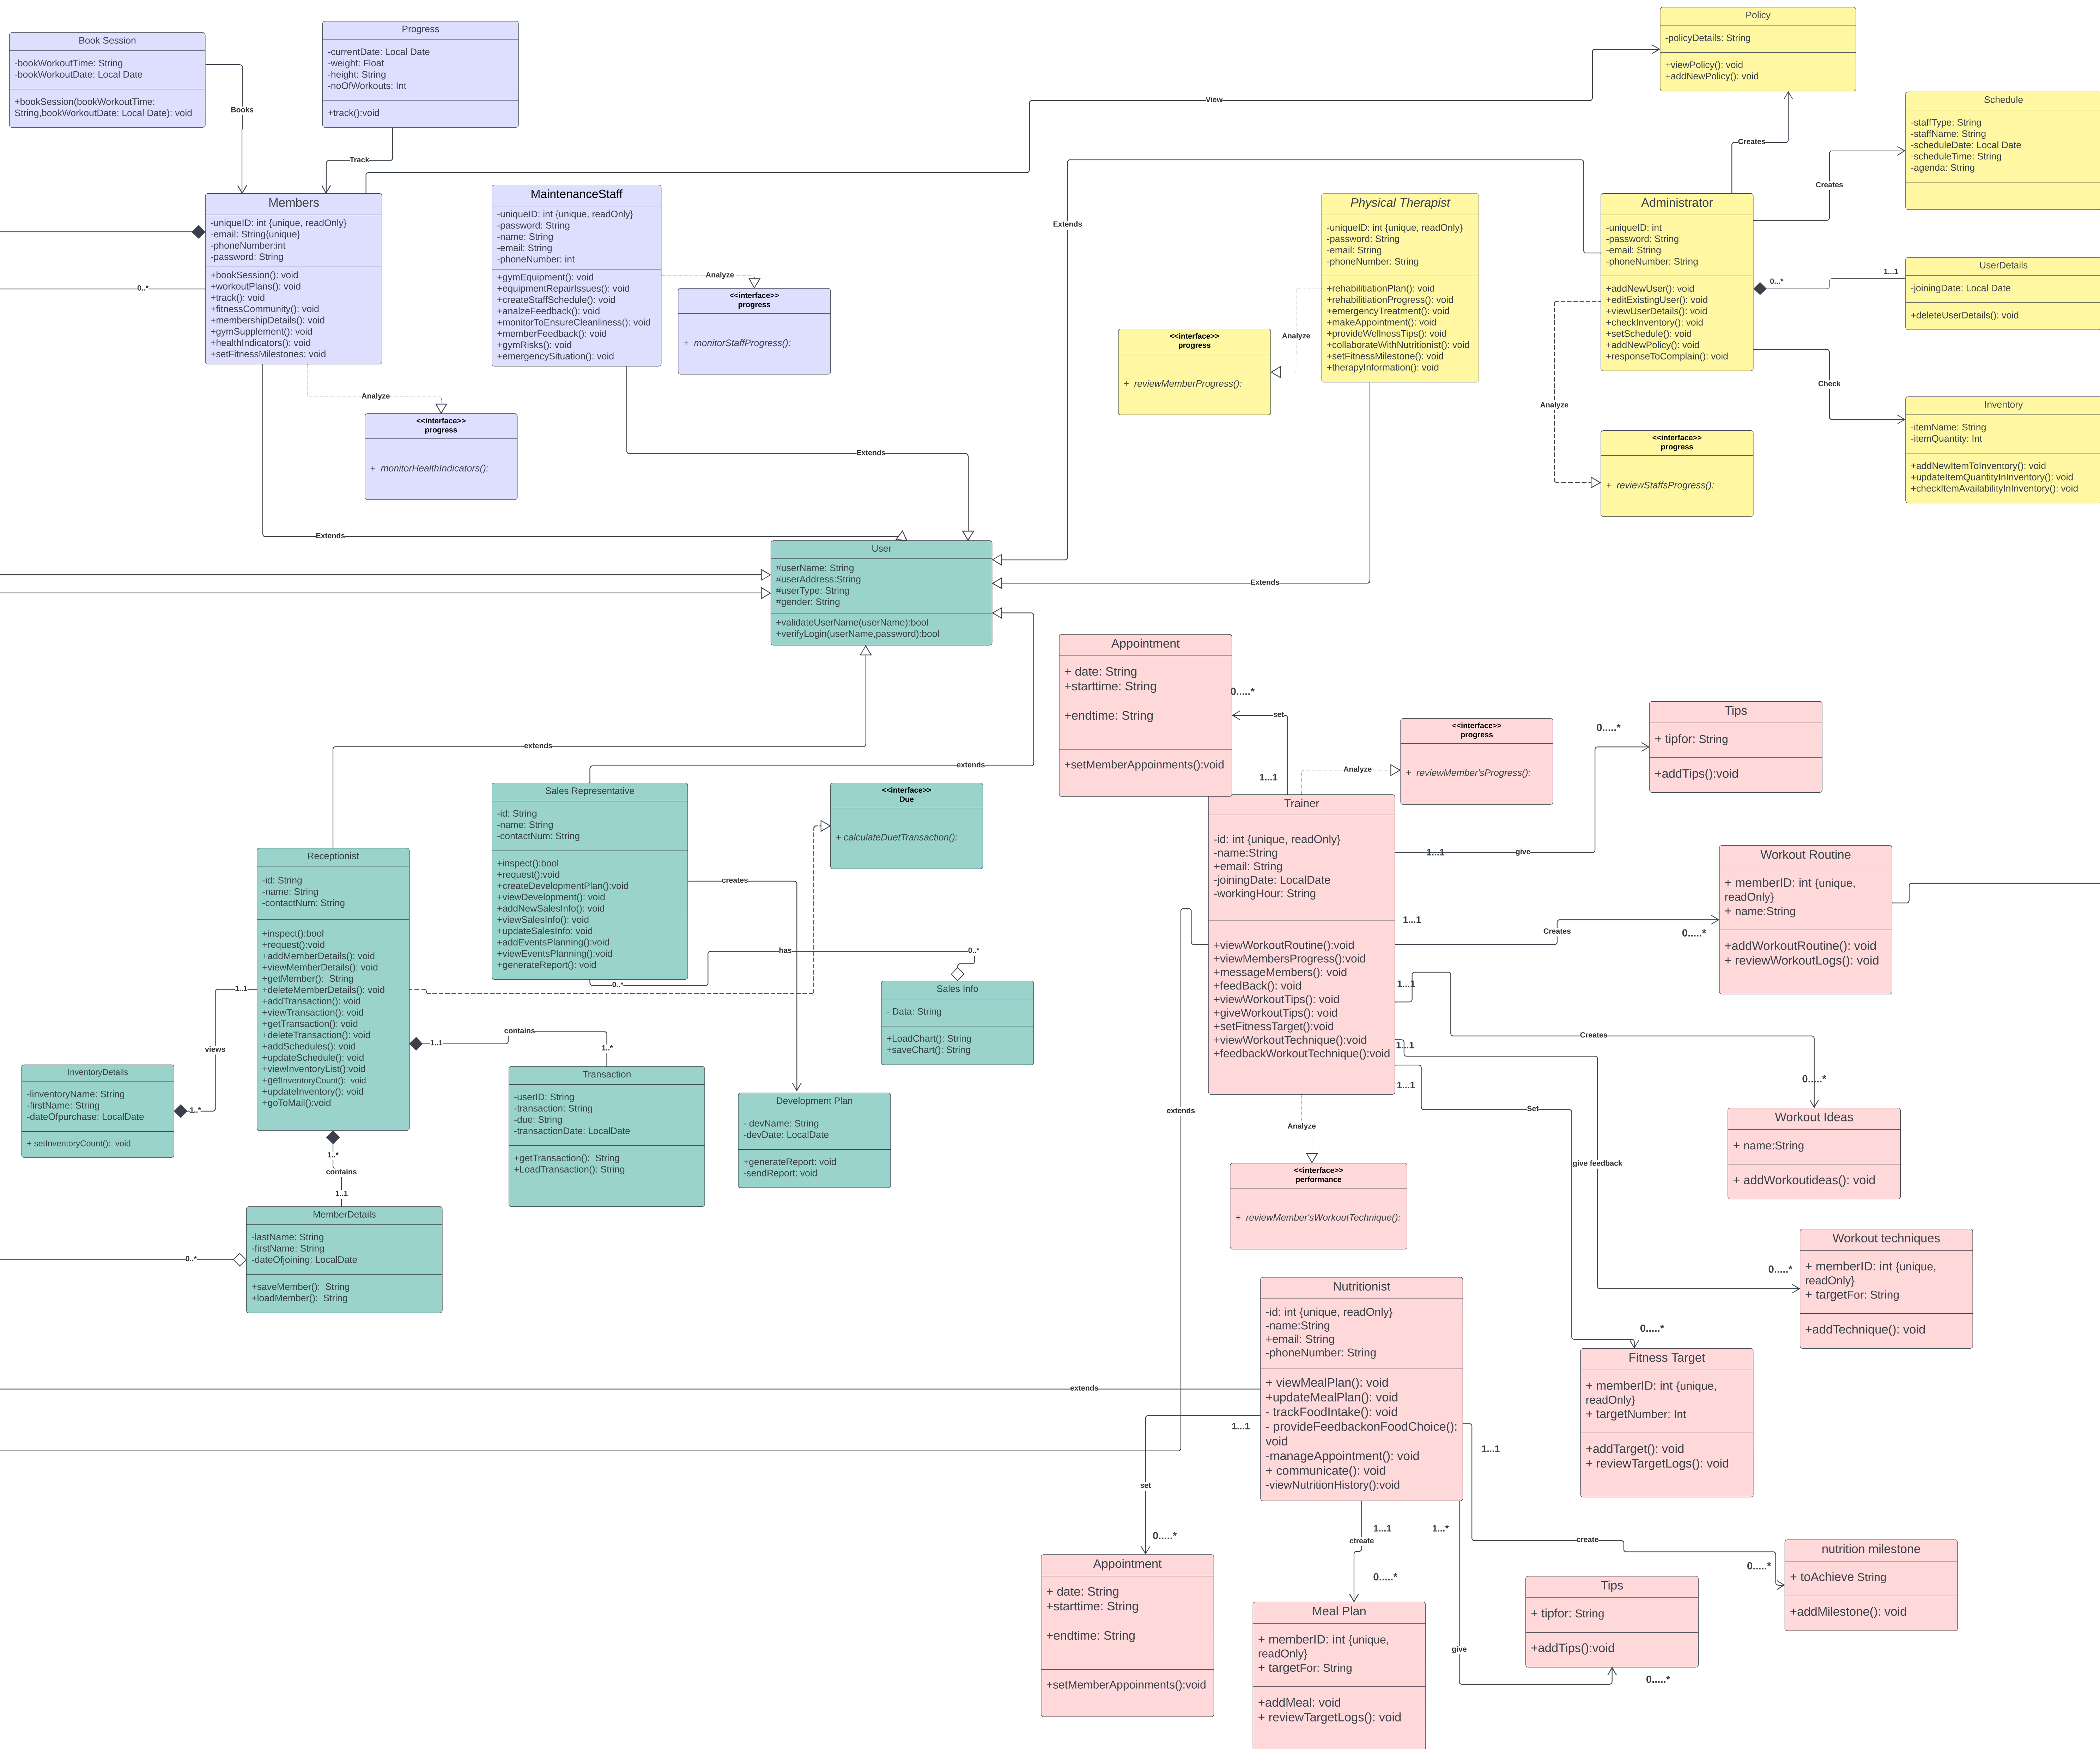 Book Session
-bookWorkoutTime: String
-bookWorkoutDate: Local Date
+bookSession(bookWorkoutTime:
String,bookWorkoutDate: Local Date): void
Books
Progress
-currentDate: Local Date
-weight: Float
-height: String
-noOfWorkouts: Int
+track():void
Track
View
Policy
-policyDetails: String
+viewPolicy(): void
+addNewPolicy(): void
Creates
Schedule
-staffType: String
-staffName: String
-scheduleDate: Local Date
-scheduleTime: String
-agenda: String
Creates
Members
-uniqueID: int {unique, readOnly}
-email: String{unique}
-phoneNumber:int
-password: String
+bookSession(): void
+workoutPlans(): void
+track(): void
+fitnessCommunity(): void
+membershipDetails(): void
+gymSupplement(): void
+healthIndicators(): void
+setFitnessMilestones: void
0..*
MaintenanceStaff
-uniqueID: int {unique, readOnly}
-password: String
-name: String
-email: String
-phoneNumber: int
+gymEquipment(): void
+equipmentRepairIssues(): void
+createStaffSchedule(): void
+analzeFeedback(): void
+monitorToEnsureCleanliness(): void
+memberFeedback(): void
+gymRisks(): void
+emergencySituation(): void
Analyze
<<interface>>
progress
+  monitorStaffProgress():
Extends
<<interface>>
progress
+  reviewMemberProgress():
Analyze
Physical Therapist
-uniqueID: int {unique, readOnly}
-password: String
-email: String
-phoneNumber: String
+rehabilitiationPlan(): void
+rehabilitiationProgress(): void
+emergencyTreatment(): void
+makeAppointment(): void
+provideWellnessTips(): void
+collaborateWithNutritionist(): void
+setFitnessMilestone(): void
+therapyInformation(): void
Administrator
-uniqueID: int
-password: String
-email: String
-phoneNumber: String
+addNewUser(): void
+editExistingUser(): void
+viewUserDetails(): void
+checkInventory(): void
+setSchedule(): void
+addNewPolicy(): void
+responseToComplain(): void
0...*
1...1
UserDetails
-joiningDate: Local Date
+deleteUserDetails(): void
Check
Inventory
-itemName: String
-itemQuantity: Int
+addNewItemToInventory(): void
+updateItemQuantityInInventory(): void
+checkItemAvailabilityInInventory(): void
Analyze
<<interface>>
progress
+  reviewStaffsProgress():
Analyze
<<interface>>
progress
+  monitorHealthIndicators():
Extends
Extends
Extends
User
#userName: String
#userAddress:String
#userType: String
#gender: String
+validateUserName(userName):bool
+verifyLogin(userName,password):bool
extends
extends
Appointment
+ date: String
+starttime: String
+endtime: String
+setMemberAppoinments():void
0.....*
set
1...1
Analyze
<<interface>>
progress
+  reviewMember'sProgress():
0.....*
Tips
+ tipfor: String
+addTips():void
Sales Representative
-id: String
-name: String
-contactNum: String
+inspect():bool
+request():void
+createDevelopmentPlan():void
+viewDevelopment(): void
+addNewSalesInfo(): void
+viewSalesInfo(): void
+updateSalesInfo: void
+addEventsPlanning():void
+viewEventsPlanning():void
+generateReport(): void
<<interface>>
Due
+ calculateDuetTransaction():
creates
has
0..*
0..*
Sales Info
- Data: String
+LoadChart(): String
+saveChart(): String
Receptionist
-id: String
-name: String
-contactNum: String
+inspect():bool
+request():void
+addMemberDetails(): void
+viewMemberDetails(): void
+getMember():  String
+deleteMemberDetails(): void
+addTransaction(): void
+viewTransaction(): void
+getTransaction(): void
+deleteTransaction(): void
+addSchedules(): void
+updateSchedule(): void
+viewInventoryList():void
+getInventoryCount():  void
+updateInventory(): void
+goToMail():void
1..1
views
1..*
InventoryDetails
-linventoryName: String
-firstName: String
-dateOfpurchase: LocalDate
+ setInventoryCount():  void
1..1
contains
1..*
Transaction
-userID: String
-transaction: String
-due: String
-transactionDate: LocalDate
+getTransaction():  String
+LoadTransaction(): String
Development Plan
- devName: String
-devDate: LocalDate
+generateReport: void
-sendReport: void
1..*
contains
1..1
MemberDetails
-lastName: String
-firstName: String
-dateOfjoining: LocalDate
+saveMember():  String
+loadMember():  String
0..*
Trainer
-id: int {unique, readOnly}
-name:String
+email: String
-joiningDate: LocalDate
-workingHour: String
+viewWorkoutRoutine():void
+viewMembersProgress():void
+messageMembers(): void
+feedBack(): void
+viewWorkoutTips(): void
+giveWorkoutTips(): void
+setFitnessTarget():void
+viewWorkoutTechnique():void
+feedbackWorkoutTechnique():void
extends
1...1
give
1...1
Creates
0.....*
Workout Routine
+ memberID: int {unique,
readOnly}
+ name:String
+addWorkoutRoutine(): void
+ reviewWorkoutLogs(): void
1...1
Creates
0.....*
Workout Ideas
+ name:String
+ addWorkoutideas(): void
1...1
give feedback
0.....*
Workout techniques
+ memberID: int {unique,
readOnly}
+ targetFor: String
+addTechnique(): void
1...1
Set
0.....*
Fitness Target
+ memberID: int {unique,
readOnly}
+ targetNumber: Int
+addTarget(): void
+ reviewTargetLogs(): void
Analyze
<<interface>>
performance
+  reviewMember'sWorkoutTechnique():
Nutritionist
-id: int {unique, readOnly}
-name:String
+email: String
-phoneNumber: String
+ viewMealPlan(): void
+updateMealPlan(): void
- trackFoodIntake(): void
- provideFeedbackonFoodChoice():
void
-manageAppointment(): void
+ communicate(): void
-viewNutritionHistory():void
extends
1...1
set
0.....*
Appointment
+ date: String
+starttime: String
+endtime: String
+setMemberAppoinments():void
1...1
ctreate
0.....*
Meal Plan
+ memberID: int {unique,
readOnly}
+ targetFor: String
+addMeal: void
+ reviewTargetLogs(): void
1...*
give
0.....*
Tips
+ tipfor: String
+addTips():void
1...1
create
0.....*
nutrition milestone
+ toAchieve String
+addMilestone(): void